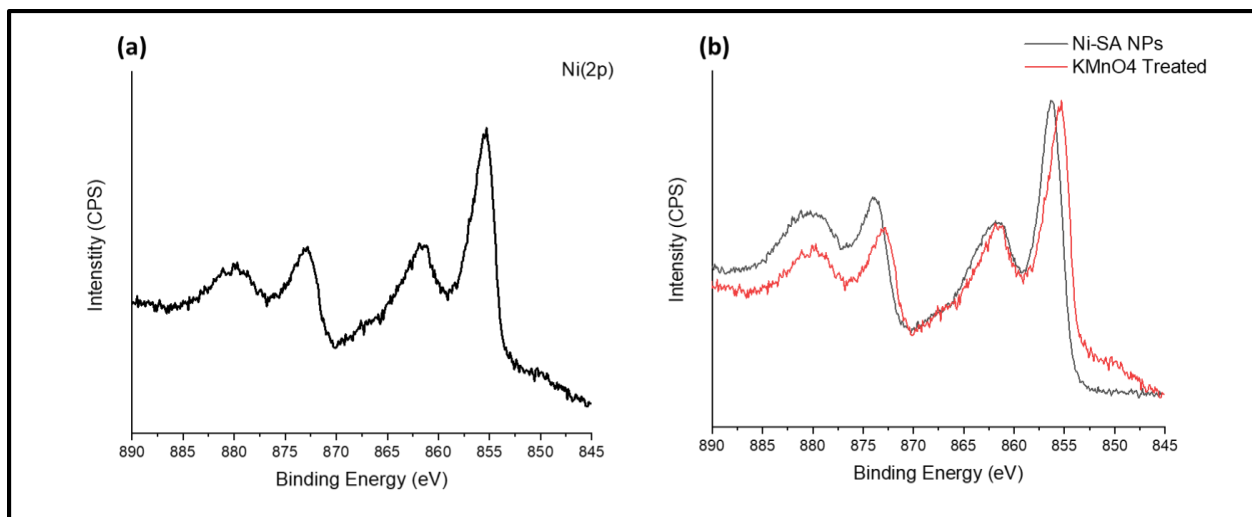 (a)
Ni(2p)
Intenstity (CPS)
890 885 880 875 870 865 860 855 850 845
Binding Energy (eV)
(b)
Ni-SA NPs
KMnO4 Treated
Intensity (CPS)
890 885 880 875 870 865 860 855 850 845
Binding Energy (eV)